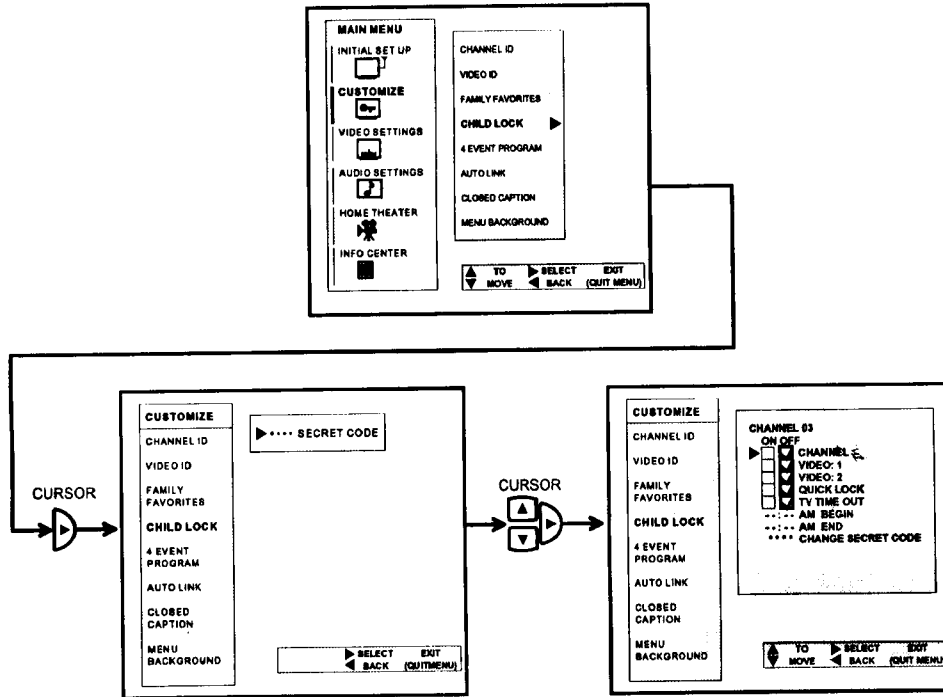 MAIN MENU
INITIAL SET UP
CUSTOMIZE
VIDEO SETTINGS
AUDIO SETTINGS
HOME THEATER
INFO CENTER
CHANNEL ID
VIDEO ID
FAMILY FAVORITES
CHILD LOCK
4 EVENT PROGRAM
AUTO LINK
CLOSED CAPTION
MENU BACKGROUND
TO MOVE
SELECT
BACK
EXIT
(QUIT MENU)
CURSOR
CUSTOMIZE
CHANNEL ID
VIDEO ID
FAMILY
FAVORITES
CHILD LOCK
4 EVENT
PROGRAM
AUTO LINK
CLOSED
CAPTION
MENU
BACKGROUND
•••• SECRET CODE
SELECT
BACK
EXIT
(QUITMENU)
CURSOR
CUSTOMIZE
CHANNEL ID
VIDEO ID
FAMILY
FAVORITES
CHILD LOCK
4 EVENT
PROGRAM
AUTO LINK
CLOSED
CAPTION
MENU
BACKGROUND
CHANNEL 03
ON OFF
CHANNEL
VIDEO: 1
VIDEO: 2
QUICK LOCK
TV TIME OUT
--:-- AM BEGIN
--:-- AM END
•••• CHANGE SECRET CODE
TO MOVE
SELECT
BACK
EXIT
(QUIT MENU)